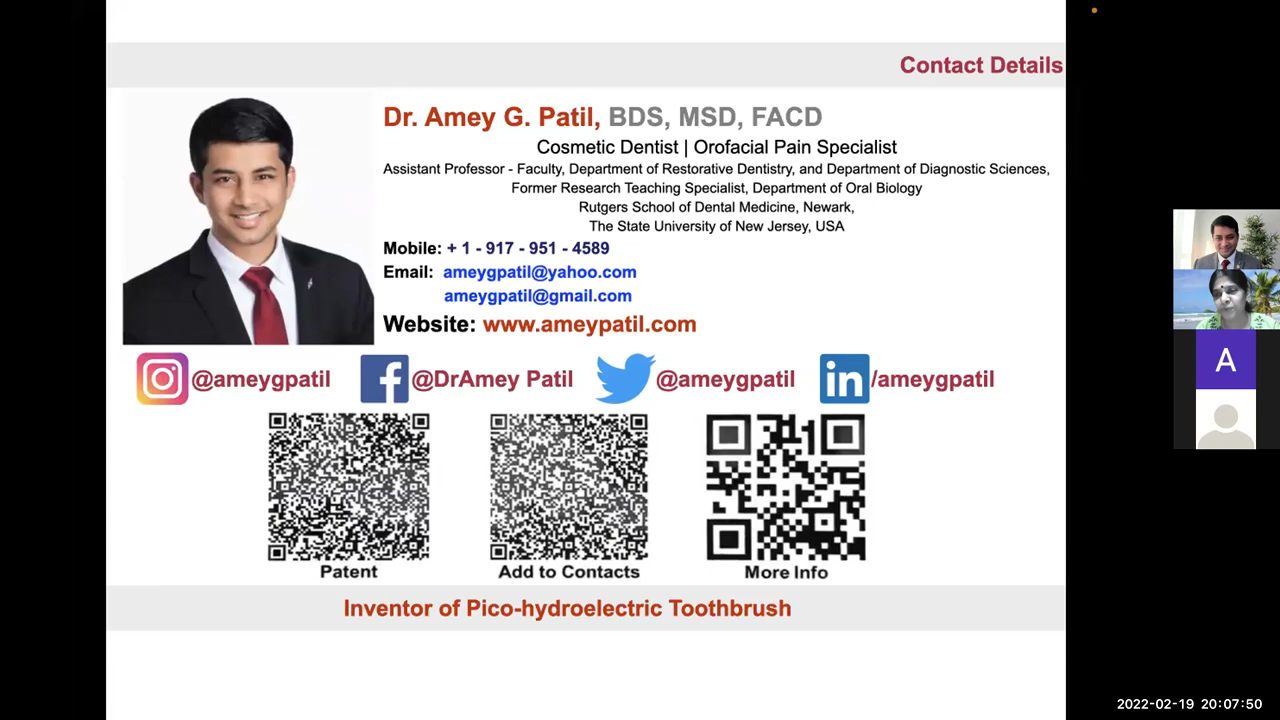 Contact Details
Dr. Amey G. Patil, BDS, MSD, FACD
Cosmetic Dentist | Orofacial Pain Specialist
Assistant Professor - Faculty, Department of Restorative Dentistry, and Department of Diagnostic Sciences,
Former Research Teaching Specialist, Department of Oral Biology
Rutgers School of Dental Medicine, Newark,
The State University of New Jersey, USA
Mobile: + 1 - 917 - 951 - 4589
Email: ameygpatil@yahoo.com
ameygpatil@gmail.com
Website: www.ameypatil.com
@ameygpatil @DrAmey Patil @ameygpatil in /ameygpatil
Patent Add to Contacts More Info
Inventor of Pico-hydroelectric Toothbrush
A
2022-02-19 20:07:50